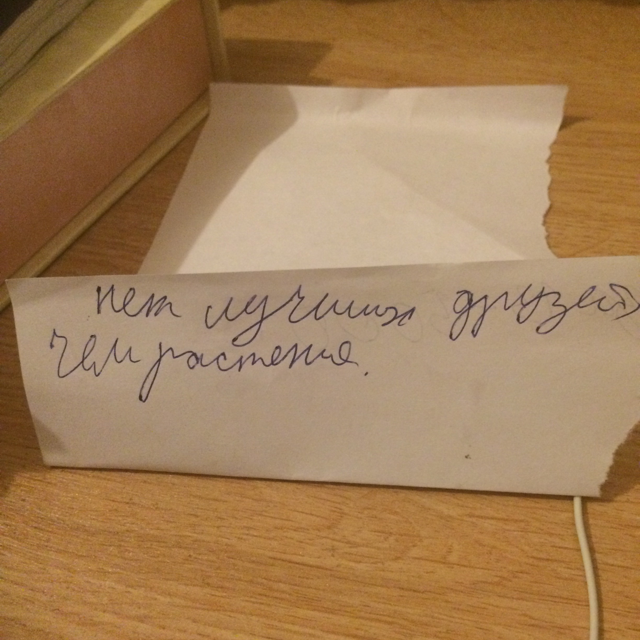 нет лучших друзей,
чем растение.